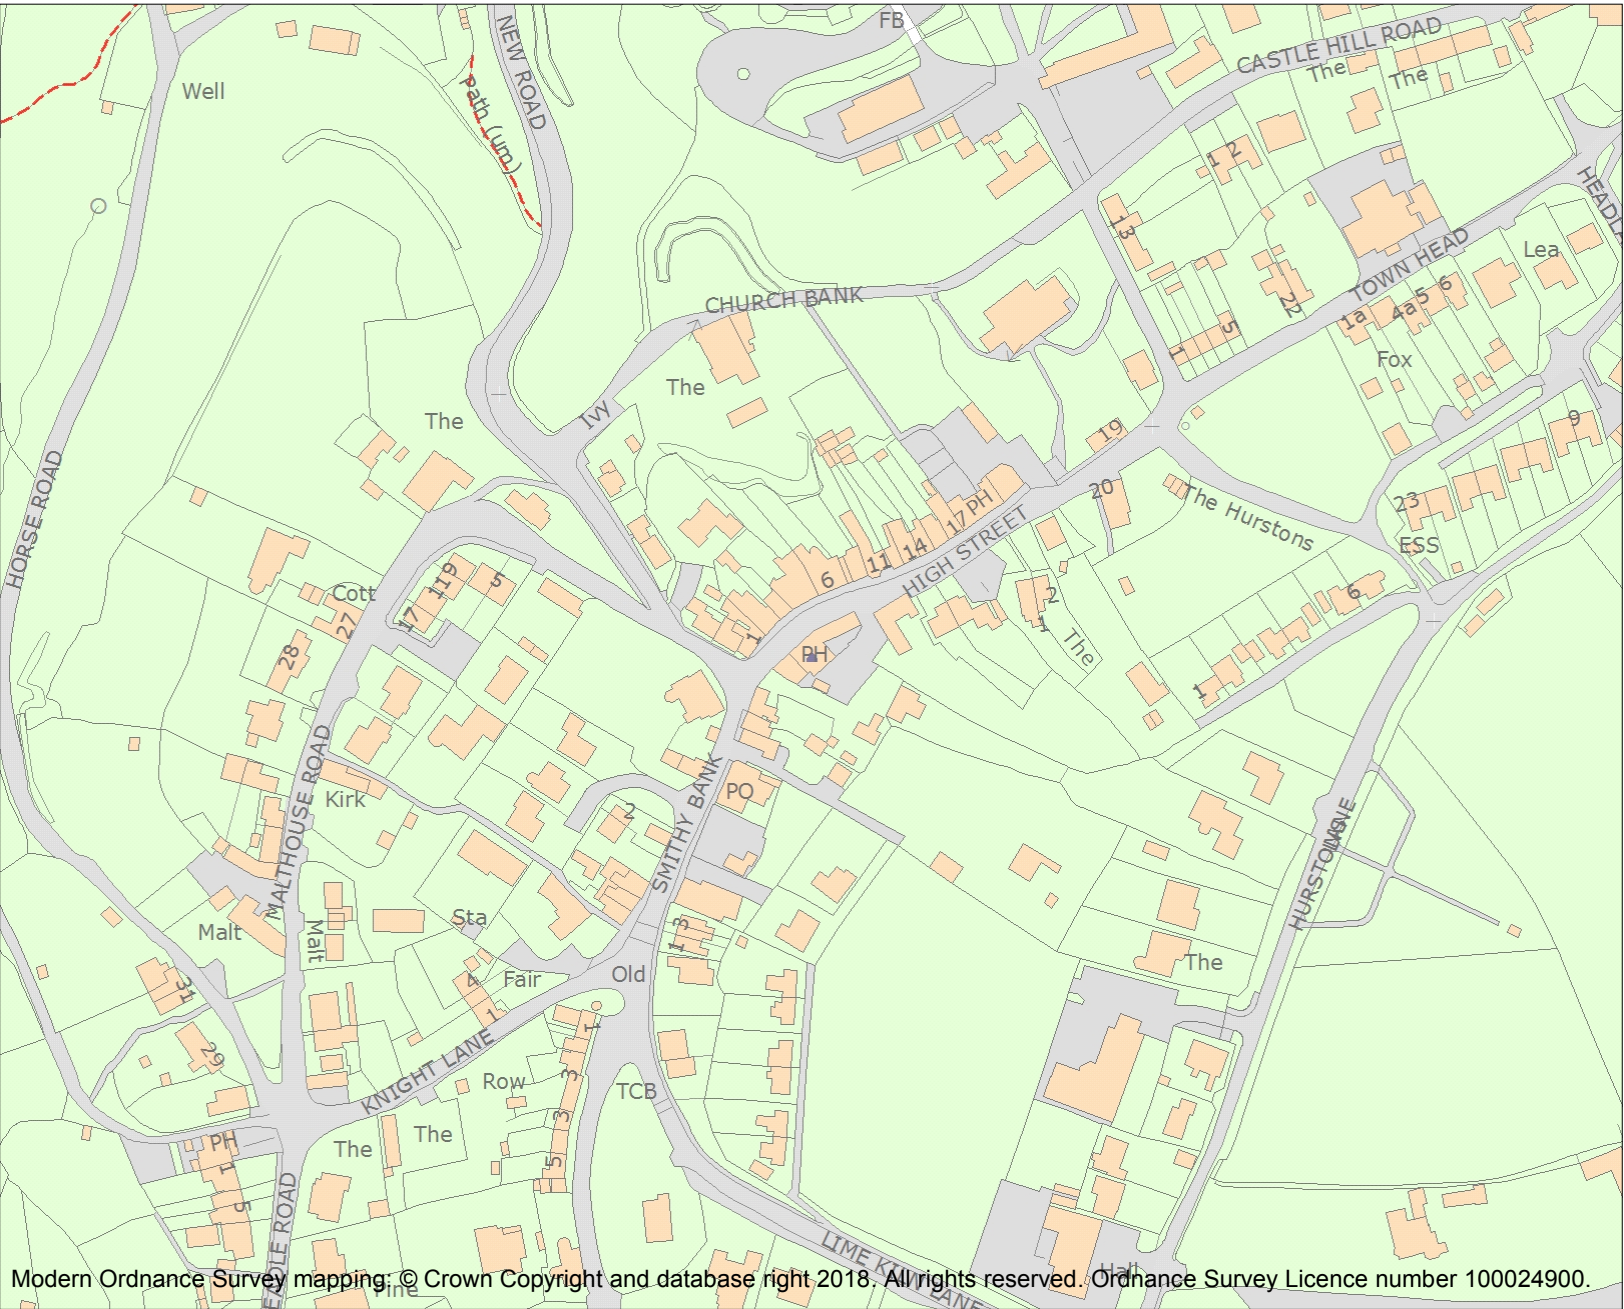 FB
NEW ROAD
CASTLE HILL ROAD
The
The
Well
Path (um)
1 2
HEADLA
13
Lea
TOWN HEAD
CHURCH BANK
22
1a 4a 5 6
5
1
Fox
The
Ivy
The
9
19
HORSE ROAD
20
The Hurstons
23
17 PH
ESS
HIGH STREET
14
11
6
119
5
Cott
17
27
2
1
6
The
1
PH
28
1
MALTHOUSE ROAD
Kirk
SMITHY BANK
PO
2
HURSTONS
LANE
Malt
Malt
Sta
3
1
Old
The
31
4
Fair
1
1
KNIGHT LANE
29
Row
3
TCB
3
The
The
PH
1
5
5
LIME KILN LANE
Hall
Pine
Modern Ordnance Survey mapping: © Crown Copyright and database right 2018. All rights reserved. Ordnance Survey Licence number 100024900.